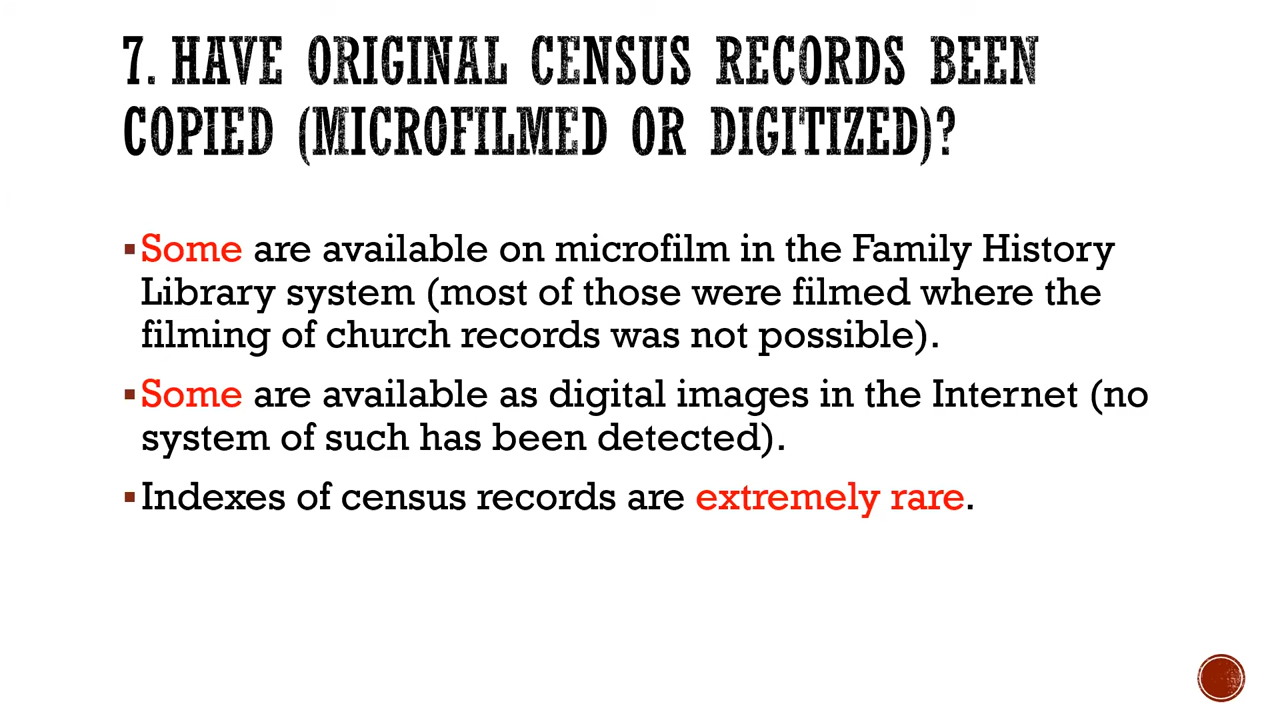 7. HAVE ORIGINAL CENSUS RECORDS BEEN
COPIED (MICROFILMED OR DIGITIZED)?
▪Some are available on microfilm in the Family History
Library system (most of those were filmed where the
filming of church records was not possible).
▪Some are available as digital images in the Internet (no
system of such has been detected).
▪Indexes of census records are extremely rare.